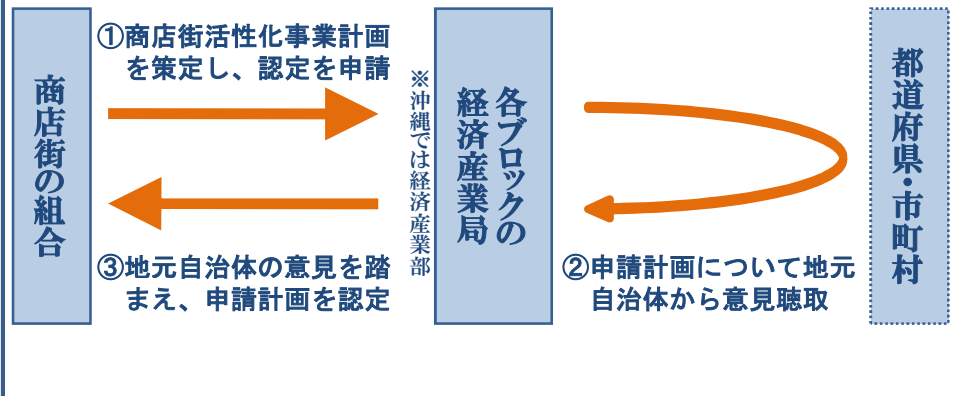 商店街の組合
①商店街活性化事業計画
を策定し、認定を申請
③地元自治体の意見を踏
まえ、申請計画を認定
※沖縄では経済産業部
各ブロックの
経済産業局
②申請計画について地元
自治体から意見聴取
都道府県・市町村